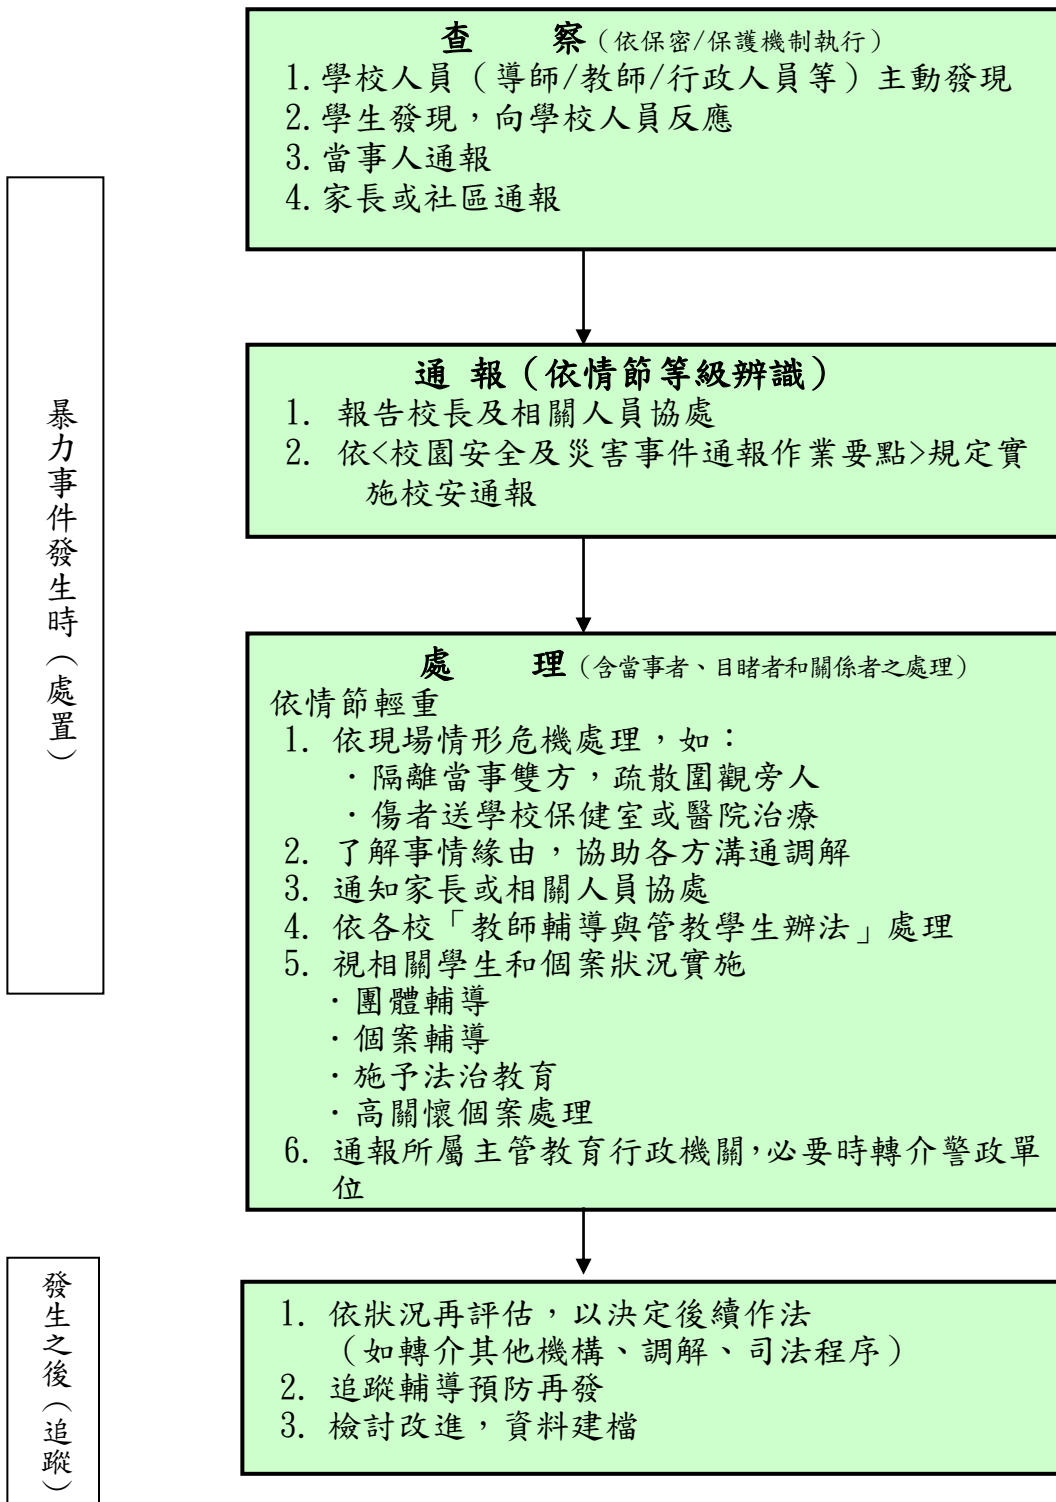 查 察（依保密/保護機制執行）
1.學校人員（導師/教師/行政人員等）主動發現
2.學生發現，向學校人員反應
3.當事人通報
4.家長或社區通報
暴力事件發生時（處置）
通 報（依情節等級辨識）
1. 報告校長及相關人員協處
2. 依<校園安全及災害事件通報作業要點>規定實
施校安通報
處 理（含當事者、目睹者和關係者之處理）
依情節輕重
1. 依現場情形危機處理，如：
．隔離當事雙方，疏散圍觀旁人
．傷者送學校保健室或醫院治療
2. 了解事情緣由，協助各方溝通調解
3. 通知家長或相關人員協處
4. 依各校「教師輔導與管教學生辦法」處理
5. 視相關學生和個案狀況實施
．團體輔導
．個案輔導
．施予法治教育
．高關懷個案處理
6. 通報所屬主管教育行政機關，必要時轉介警政單
位
發生之後（追蹤）
1. 依狀況再評估，以決定後續作法
（如轉介其他機構、調解、司法程序）
2. 追蹤輔導預防再發
3. 檢討改進，資料建檔